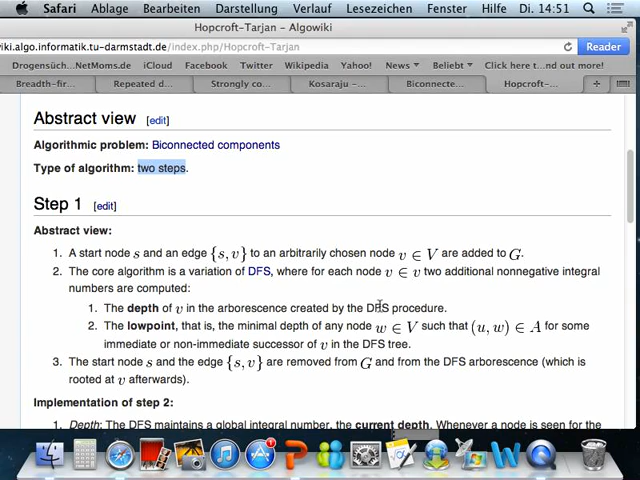 Safari Ablage Bearbeiten Darstellung Verlauf Lesezeichen Fenster Hilfe Di. 14:51
Hopcroft-Tarjan – Algowiki
iki.algo.informatik.tu-darmstadt.de/index.php/Hopcroft-Tarjan Reader
Drogensüch...NetMoms.de iCloud Facebook Twitter Wikipedia Yahoo! News Beliebt Click here t...nd out more!
Breadth-fir... Repeated d... Strongly co... Kosaraju –... Biconnecte... Hopcroft-...
Abstract view [edit]
Algorithmic problem: Biconnected components
Type of algorithm: two steps.
Step 1 [edit]
Abstract view:
1. A start node s and an edge {s, v} to an arbitrarily chosen node v ∈ V are added to G.
2. The core algorithm is a variation of DFS, where for each node v ∈ v two additional nonnegative integral
numbers are computed:
1. The depth of v in the arborescence created by the DFS procedure.
2. The lowpoint, that is, the minimal depth of any node w ∈ V such that (u, w) ∈ A for some
immediate or non-immediate successor of v in the DFS tree.
3. The start node s and the edge {s, v} are removed from G and from the DFS arborescence (which is
rooted at v afterwards).
Implementation of step 2:
1. Depth: The DFS maintains a global integral number, the current depth. Whenever a node is seen for the